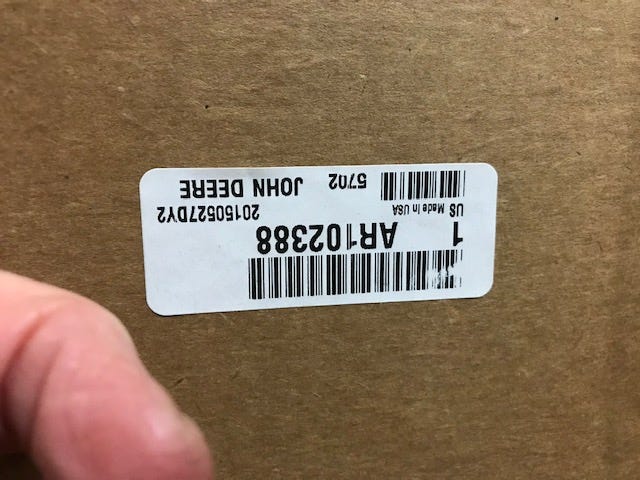 1 AR102388
US Made in USA 20150527DY2
5702 JOHN DEERE